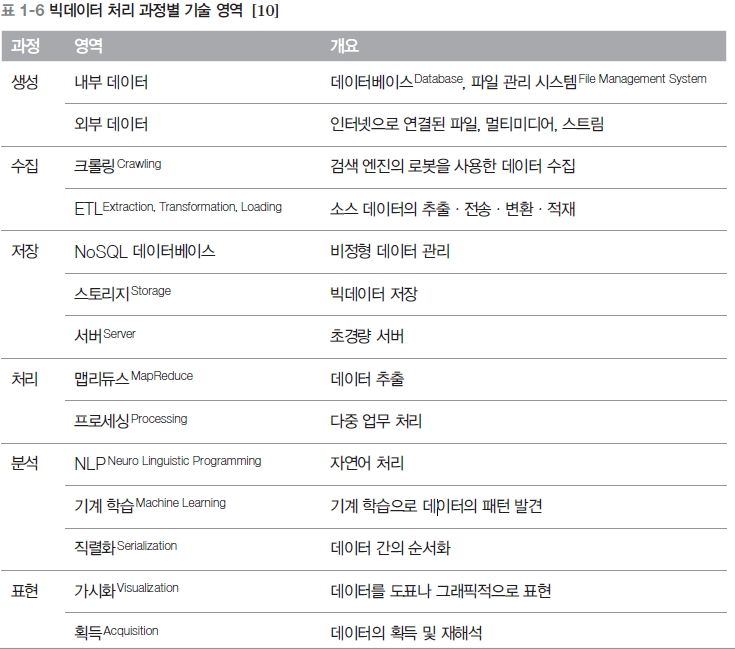 표 1-6 빅데이터 처리 과정별 기술 영역 [10]
과정 영역 개요
생성 내부 데이터 데이터베이스Database, 파일 관리 시스템File Management System
외부 데이터 인터넷으로 연결된 파일, 멀티미디어, 스트림
수집 크롤링Crawling 검색 엔진의 로봇을 사용한 데이터 수집
ETLExtraction, Transformation, Loading 소스 데이터의 추출·전송·변환·적재
저장 NoSQL 데이터베이스 비정형 데이터 관리
스토리지Storage 빅데이터 저장
서버Server 초경량 서버
처리 맵리듀스MapReduce 데이터 추출
프로세싱Processing 다중 업무 처리
분석 NLPNeuro Linguistic Programming 자연어 처리
기계 학습Machine Learning 기계 학습으로 데이터의 패턴 발견
직렬화Serialization 데이터 간의 순서화
표현 가시화Visualization 데이터를 도표나 그래픽적으로 표현
획득Acquisition 데이터의 획득 및 재해석